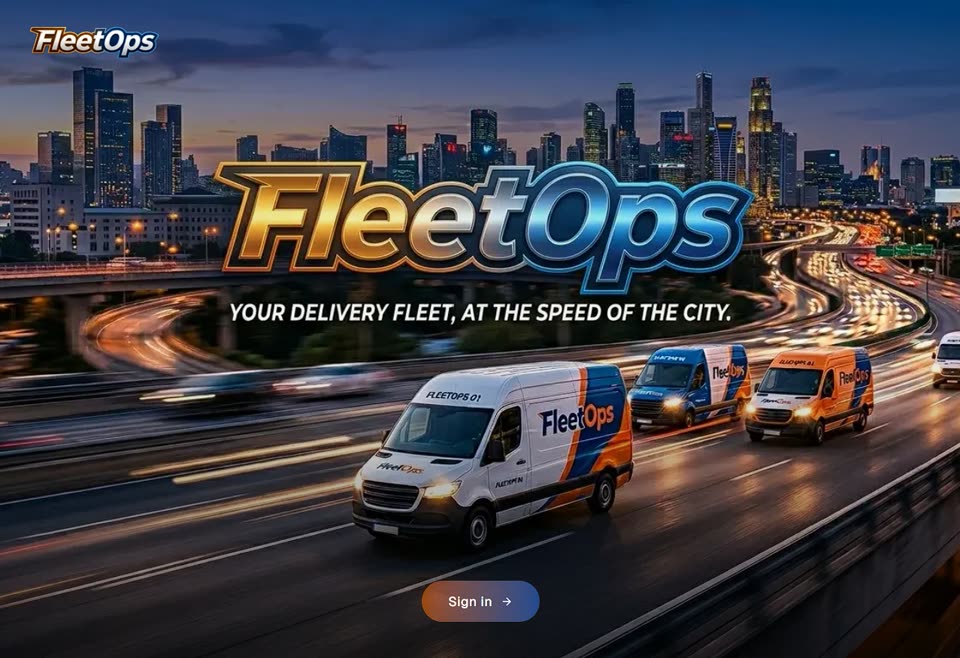 FleetOps
FleetOps
YOUR DELIVERY FLEET, AT THE SPEED OF THE CITY.
FLEETOPS 01
FleetOps
FleetOps
FleetOps
Sign in →